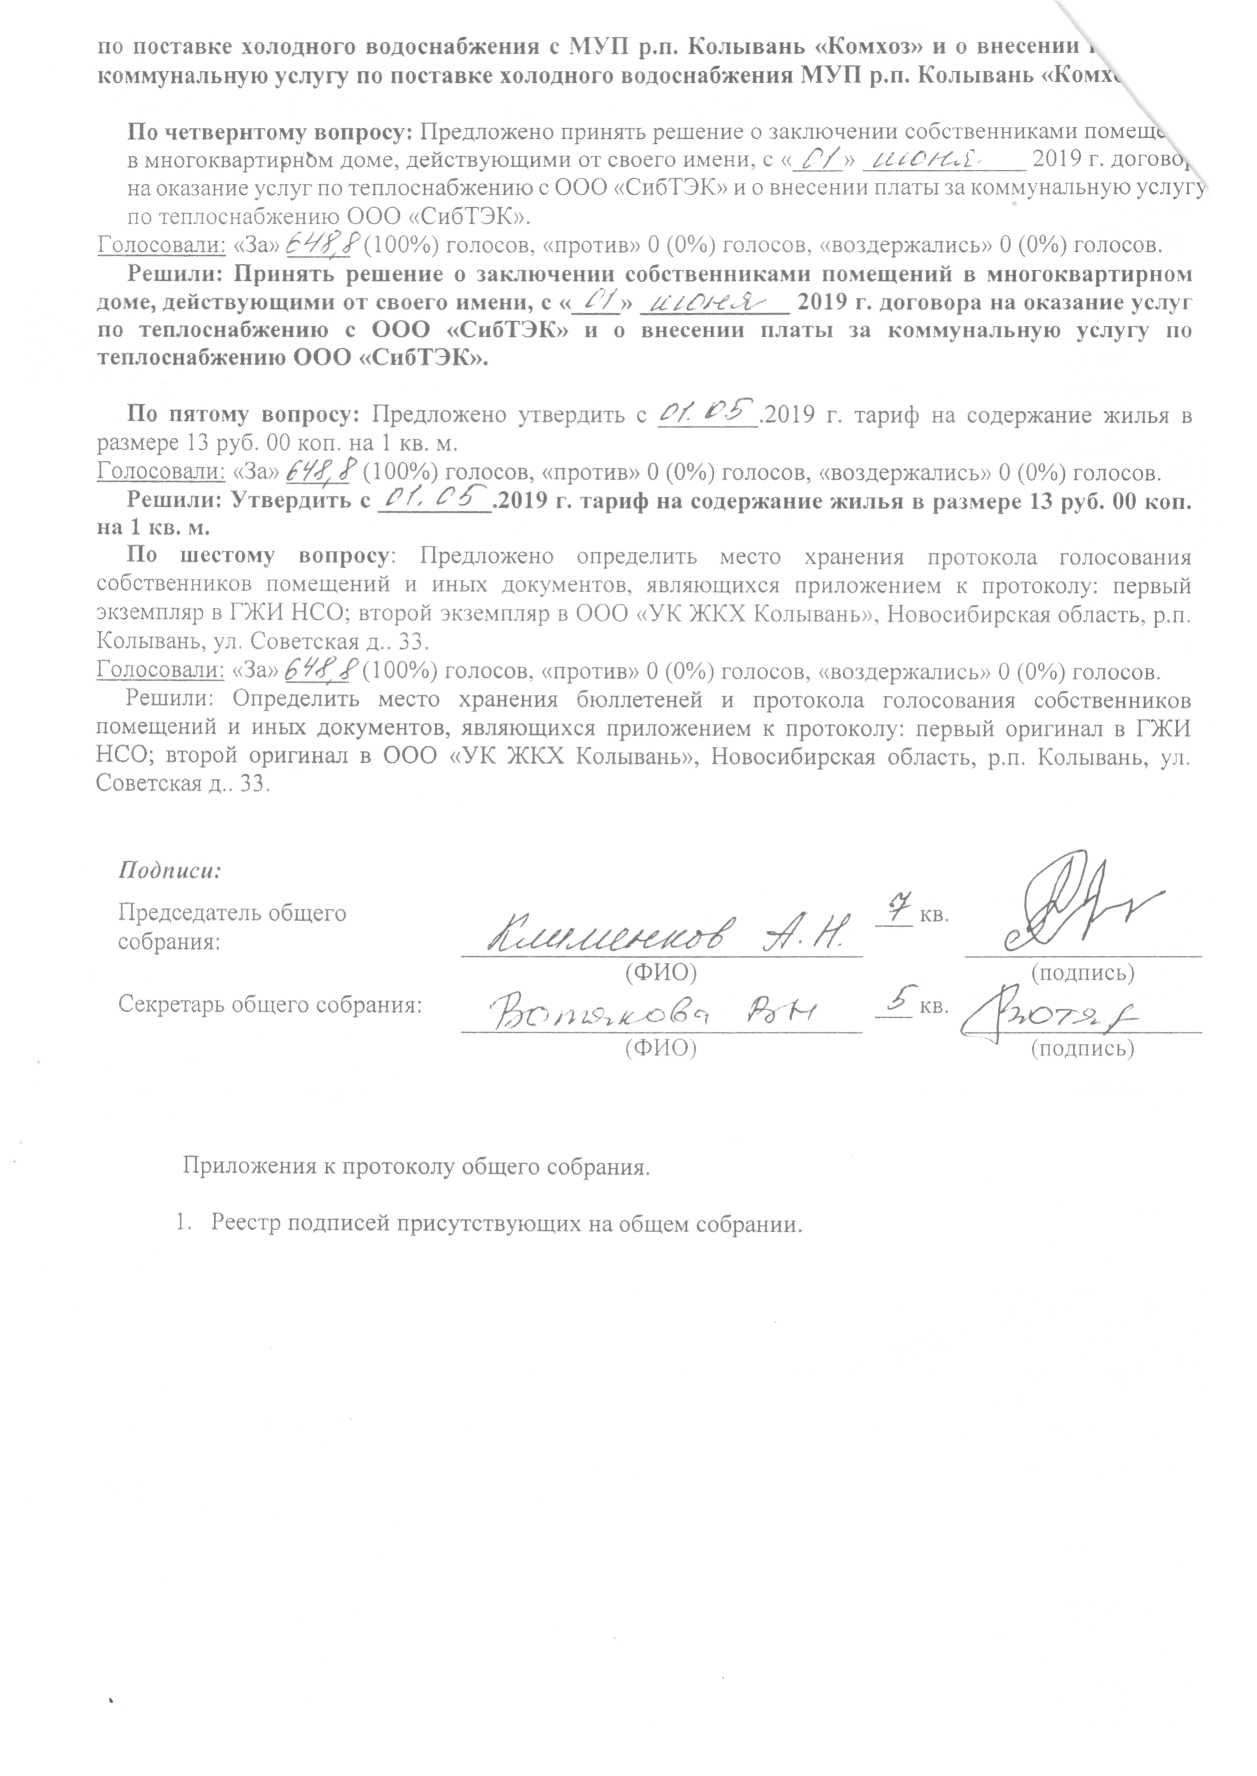 по поставке холодного водоснабжения с МУП р.п. Колывань «Комхоз» и о внесении
коммунальную услугу по поставке холодного водоснабжения МУП р.п. Колывань
По четвернтому вопросу: Предложено принять решение о заключении собственниками
в многоквартирном доме, действующими от своего имени, с «01» июня 2019 г.
на оказание услуг по теплоснабжению с ООО «СибТЭК» и о внесении платы за коммунальную услугу
по теплоснабжению ООО «СибТЭК».
Голосовали: «За» 648,8 (100%) голосов, «против» 0 (0%) голосов, «воздержались» 0 (0%) голосов.
Решили: Принять решение о заключении собственниками помещений в многоквартирном
доме, действующими от своего имени, с «01» июня 2019 г. договора на оказание услуг
по теплоснабжению с ООО «СибТЭК» и о внесении платы за коммунальную услугу по
теплоснабжению ООО «СибТЭК».
По пятому вопросу: Предложено утвердить с 01.05.2019 г. тариф на содержание жилья в
размере 13 руб. 00 коп. на 1 кв. м.
Голосовали: «За» 648,8 (100%) голосов, «против» 0 (0%) голосов, «воздержались» 0 (0%) голосов.
Решили: Утвердить с 01.05.2019 г. тариф на содержание жилья в размере 13 руб. 00 коп.
на 1 кв. м.
По шестому вопросу: Предложено определить место хранения протокола голосования
собственников помещений и иных документов, являющихся приложением к протоколу: первый
экземпляр в ГЖИ НСО; второй экземпляр в ООО «УК ЖКХ Колывань», Новосибирская область, р.п.
Колывань, ул. Советская д.. 33.
Голосовали: «За» 648,8 (100%) голосов, «против» 0 (0%) голосов, «воздержались» 0 (0%) голосов.
Решили: Определить место хранения бюллетеней и протокола голосования собственников
помещений и иных документов, являющихся приложением к протоколу: первый оригинал в ГЖИ
НСО; второй оригинал в ООО «УК ЖКХ Колывань», Новосибирская область, р.п. Колывань, ул.
Советская д.. 33.
Подписи:
Председатель общего
собрания:
Клименков А.Н. 7 кв.
(ФИО) (подпись)
Секретарь общего собрания: Вотякова ВН 5 кв.
(ФИО) (подпись)
Приложения к протоколу общего собрания.
1. Реестр подписей присутствующих на общем собрании.